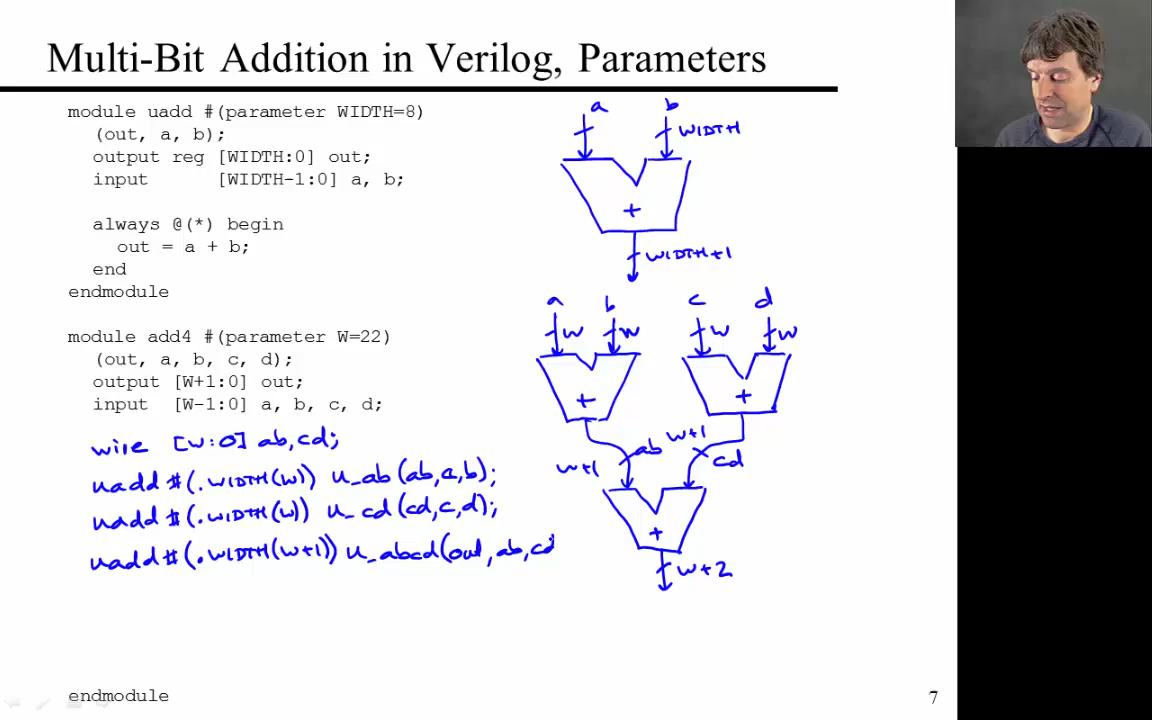 Multi-Bit Addition in Verilog, Parameters
module uadd #(parameter WIDTH=8)
(out, a, b);
output reg [WIDTH:0] out;
input [WIDTH-1:0] a, b;
always @(*) begin
out = a + b;
end
endmodule
module add4 #(parameter W=22)
(out, a, b, c, d);
output [W+1:0] out;
input [W-1:0] a, b, c, d;
wire [w:0] ab,cd;
uadd #(.WIDTH(w)) u_ab(ab,a,b);
uadd #(.WIDTH(w)) u_cd(cd,c,d);
uadd#(.WIDTH(w+1)) u_abcd(out,ab,cd
endmodule
a b
WIDTH
+
WIDTH+1
a b c d
w w w w
+ +
w+1 ab w+1 cd
+
w+2
7